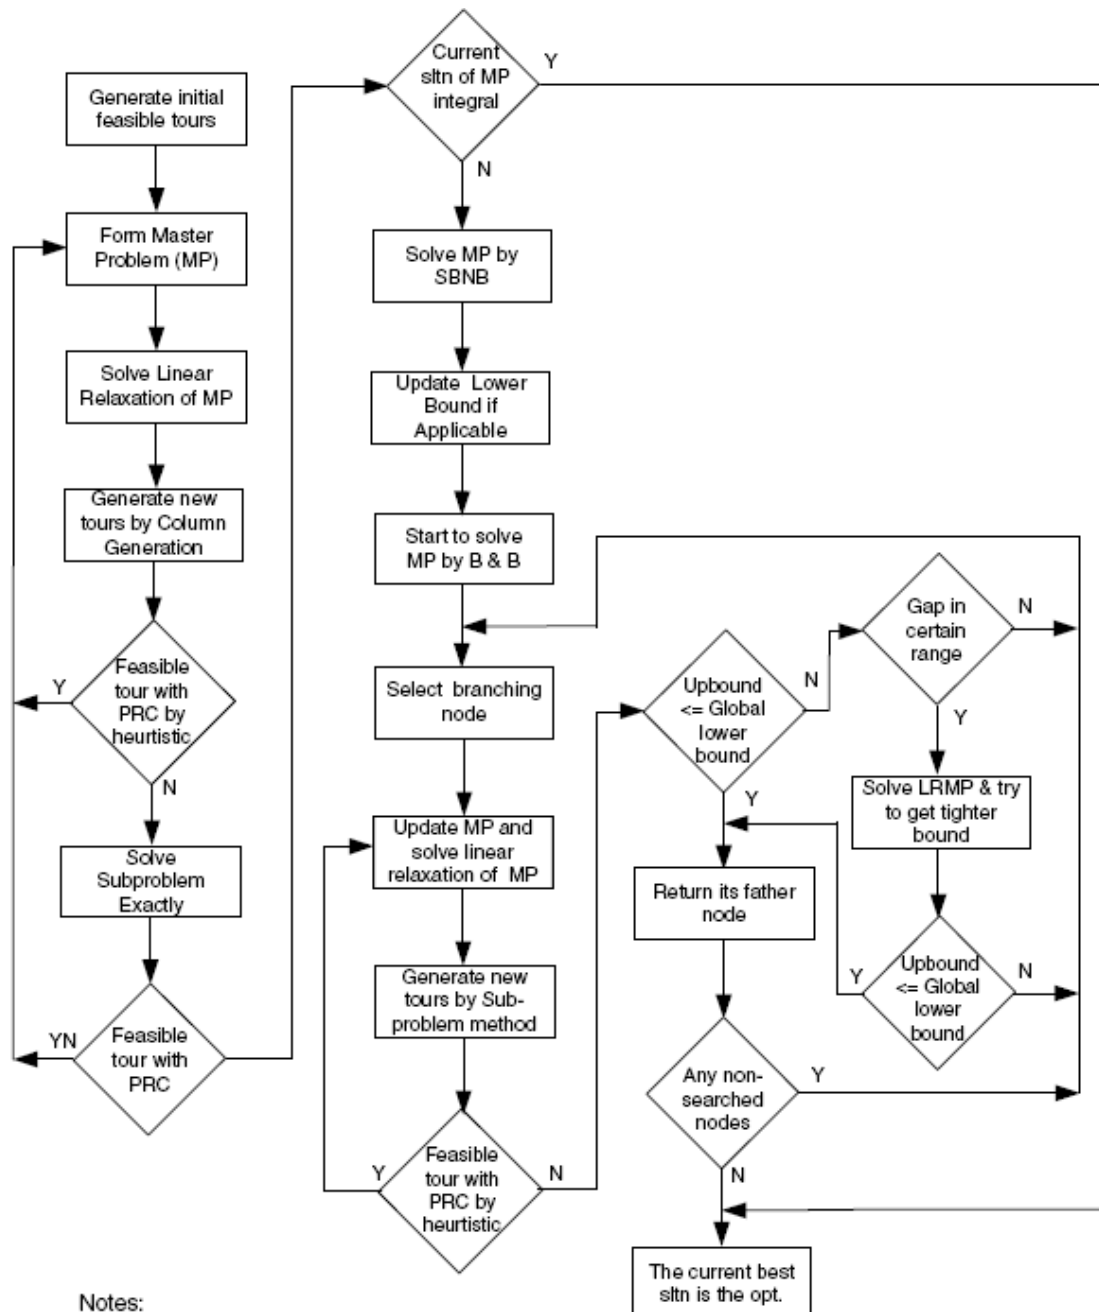 Generate initial
feasible tours
Form Master
Problem (MP)
Solve Linear
Relaxation of MP
Generate new
tours by Column
Generation
Feasible
tour with
PRC by
heurtistic
Y
N
Solve
Subproblem
Exactly
Feasible
tour with
PRC
YN
Current
sltn of MP
integral
Y
N
Solve MP by
SBNB
Update Lower
Bound if
Applicable
Start to solve
MP by B & B
Select branching
node
Update MP and
solve linear
relaxation of MP
Generate new
tours by Sub-
problem method
Feasible
tour with
PRC by
heurtistic
Y
N
Upbound
<= Global
lower
bound
N
Y
Gap in
certain
range
N
Y
Solve LRMP & try
to get tighter
bound
Upbound
<= Global
lower
bound
Y
N
Return its father
node
Any non-
searched
nodes
Y
N
The current best
sltn is the opt.
Notes: